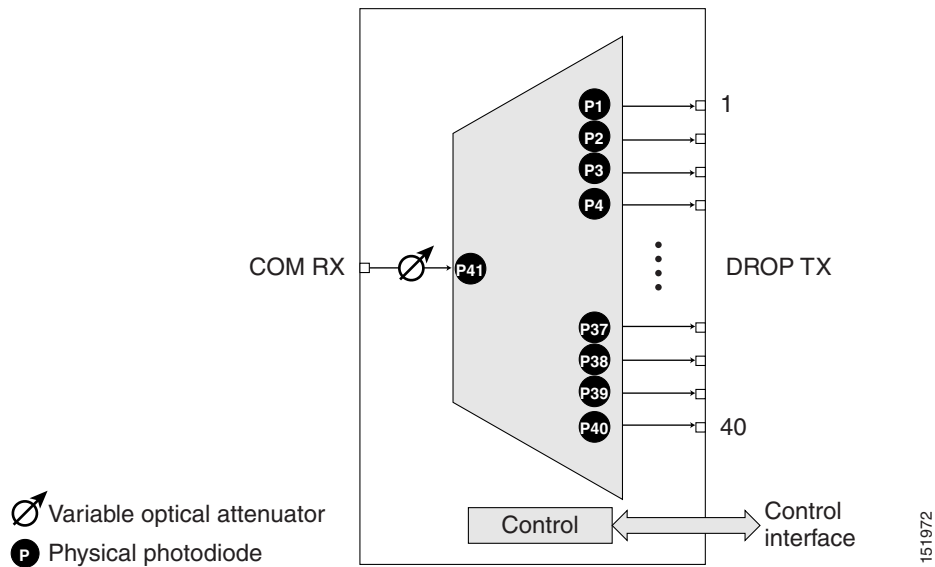 P1
1
P2
P3
P4
COM RX
P41
DROP TX
P37
P38
P39
P40
40
Control
Control
interface
Variable optical attenuator
P
Physical photodiode
151972